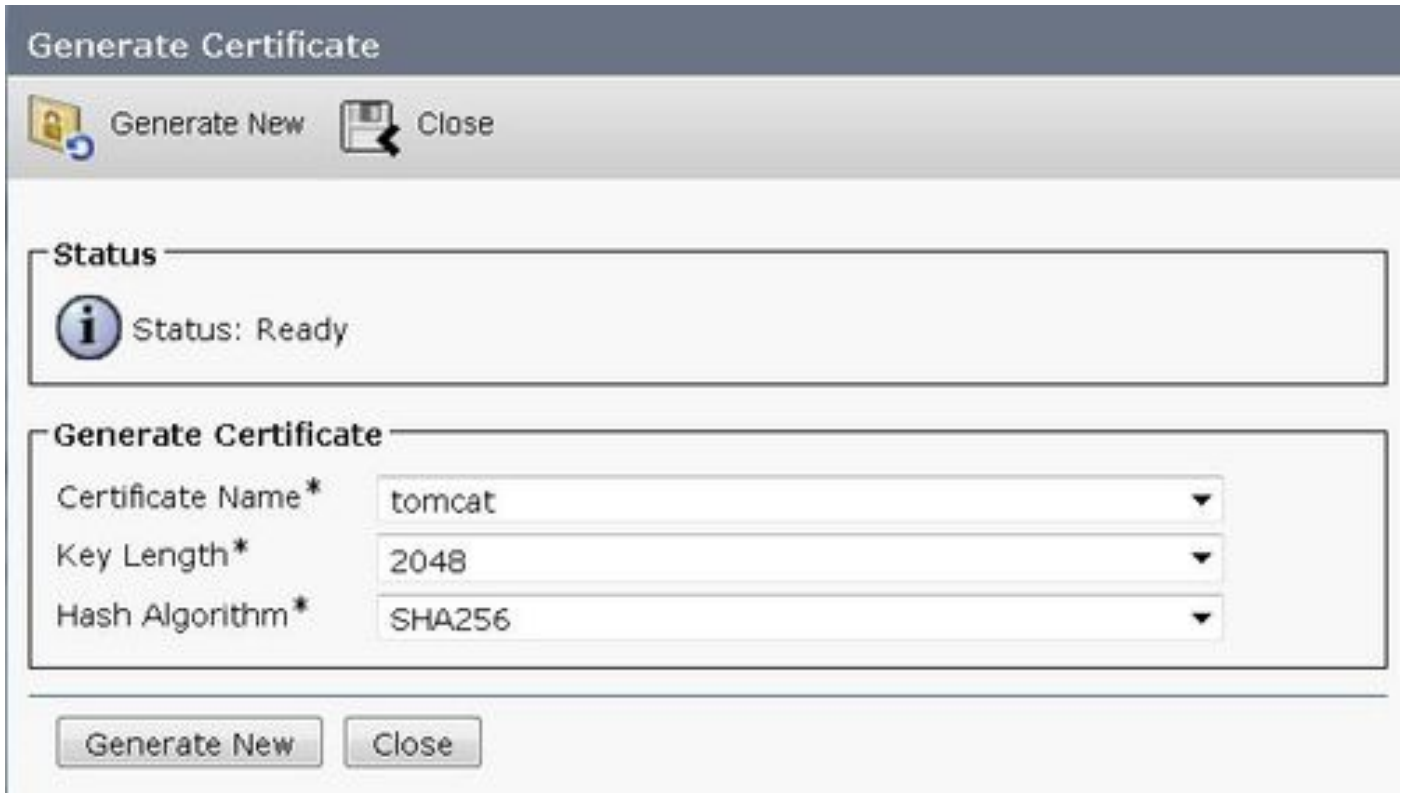 Generate Certificate
Generate New Close
Status
Status: Ready
Generate Certificate
Certificate Name* tomcat
Key Length* 2048
Hash Algorithm* SHA256
Generate New Close